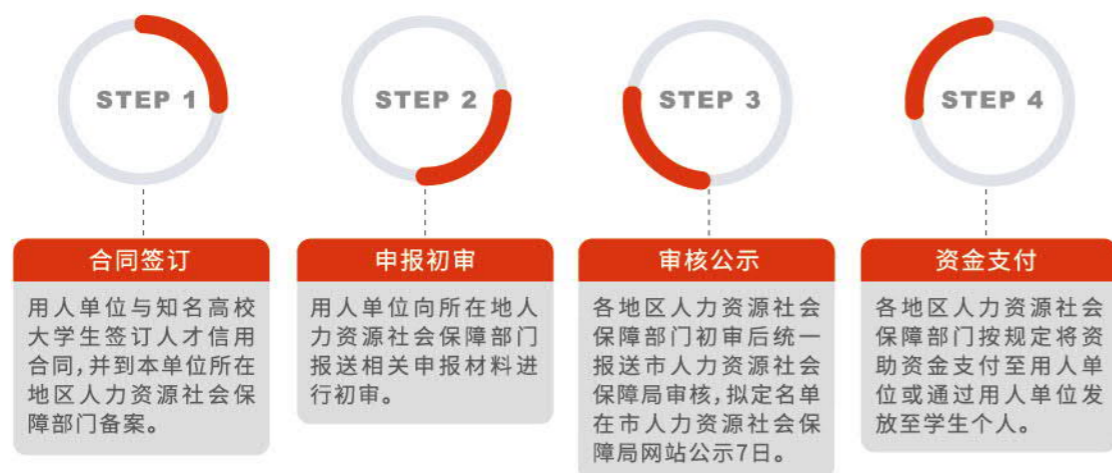 STEP 1
合同签订
用人单位与知名高校
大学生签订人才信用
合同,并到本单位所在
地区人力资源社会保
障部门备案。
STEP 2
申报初审
用人单位向所在地人
力资源社会保障部门
报送相关申报材料进
行初审。
STEP 3
审核公示
各地区人力资源社会
保障部门初审后统一
报送市人力资源社会
保障局审核,拟定名单
在市人力资源社会保
障局网站公示7日。
STEP 4
资金支付
各地区人力资源社会
保障部门按规定将资
助资金支付至用人单
位或通过用人单位发
放至学生个人。